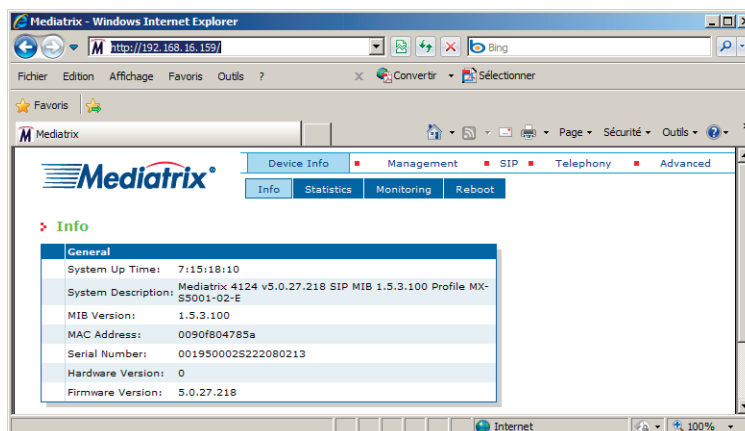 Mediatrix - Windows Internet Explorer
http://192.168.16.159/
Bing
Fichier Edition Affichage Favoris Outils ? x Convertir Sélectionner
Favoris
Mediatrix Page Sécurité Outils
Device Info Management SIP Telephony Advanced
Mediatrix
Info Statistics Monitoring Reboot
Info
General
System Up Time: 7:15:18:10
System Description: Mediatrix 4124 v5.0.27.218 SIP MIB 1.5.3.100 Profile MX-
S5001-02-E
MIB Version: 1.5.3.100
MAC Address: 0090f804785a
Serial Number: 001950002S222080213
Hardware Version: 0
Firmware Version: 5.0.27.218
Internet 100%